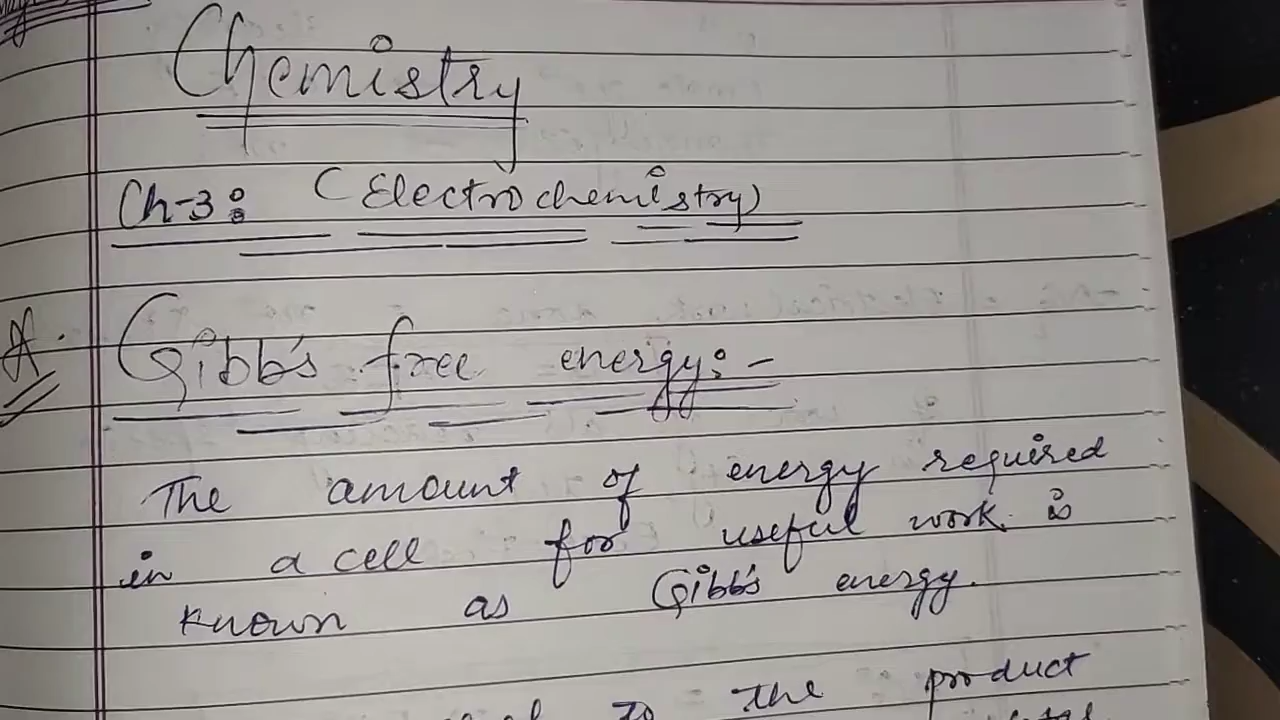 Chemistry
Ch-3: (Electrochemistry)
Gibb's free energy:-
The amount of energy required
in a cell for useful work is
known as Gibb's energy.
to the product